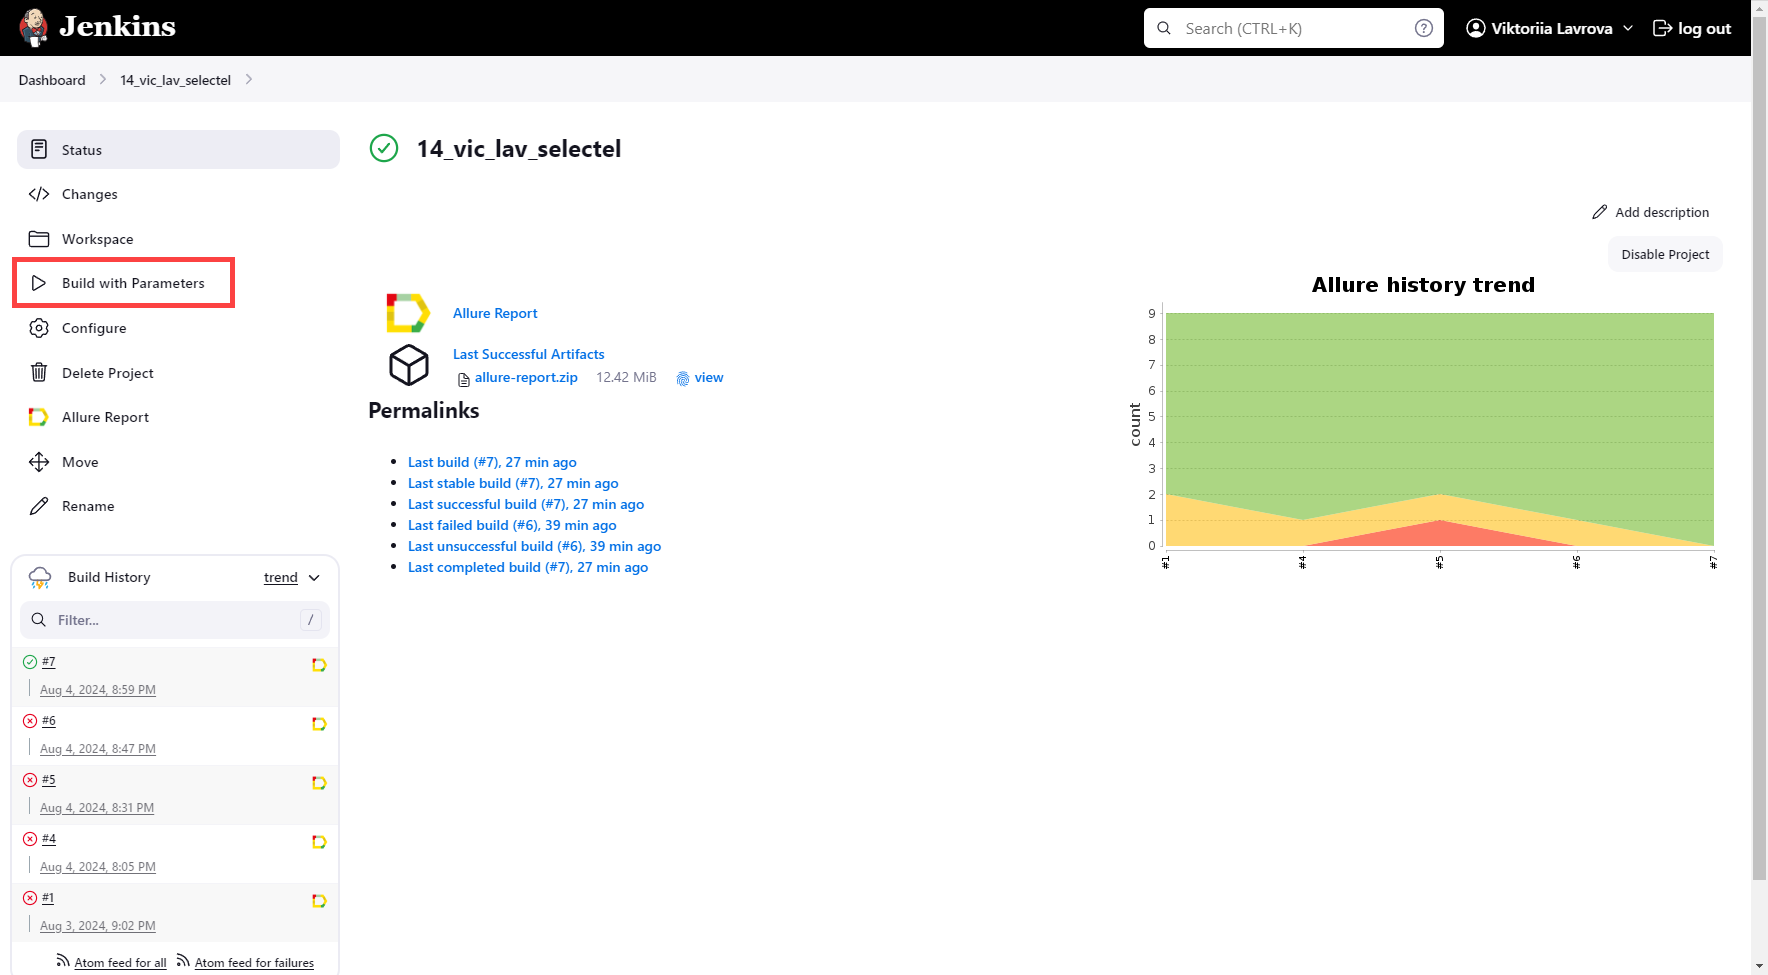 Jenkins
Search (CTRL+K)
?
Viktoriia Lavrova
log out
Dashboard
14_vic_lav_selectel
Status
Changes
Workspace
Build with Parameters
Configure
Delete Project
Allure Report
Move
Rename
Build History
trend
Filter...
/
#7
Aug 4, 2024, 8:59 PM
#6
Aug 4, 2024, 8:47 PM
#5
Aug 4, 2024, 8:31 PM
#4
Aug 4, 2024, 8:05 PM
#1
Aug 3, 2024, 9:02 PM
Atom feed for all
Atom feed for failures
14_vic_lav_selectel
Add description
Disable Project
Allure Report
Last Successful Artifacts
allure-report.zip 12.42 MiB view
Permalinks
Last build (#7), 27 min ago
Last stable build (#7), 27 min ago
Last successful build (#7), 27 min ago
Last failed build (#6), 39 min ago
Last unsuccessful build (#6), 39 min ago
Last completed build (#7), 27 min ago
Allure history trend
count
9
8
7
6
5
4
3
2
1
0
#1
#4
#5
#6
#7